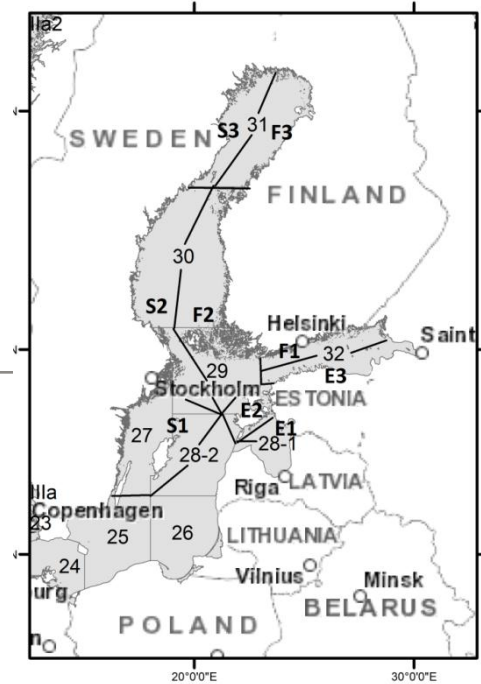 IIa2
SWEDEN
S3
31
F3
FINLAND
30
S2
F2
Helsinki
Saint
F1
32
29
E3
Stockholm
ESTONIA
E2
S1
E1
27
28-1
28-2
Riga
LATVIA
IIIa
Copenhagen
23
25
26
LITHUANIA
24
Vilnius
Minsk
burg
BELARUS
POLAND
n
20°0'0"E
30°0'0"E